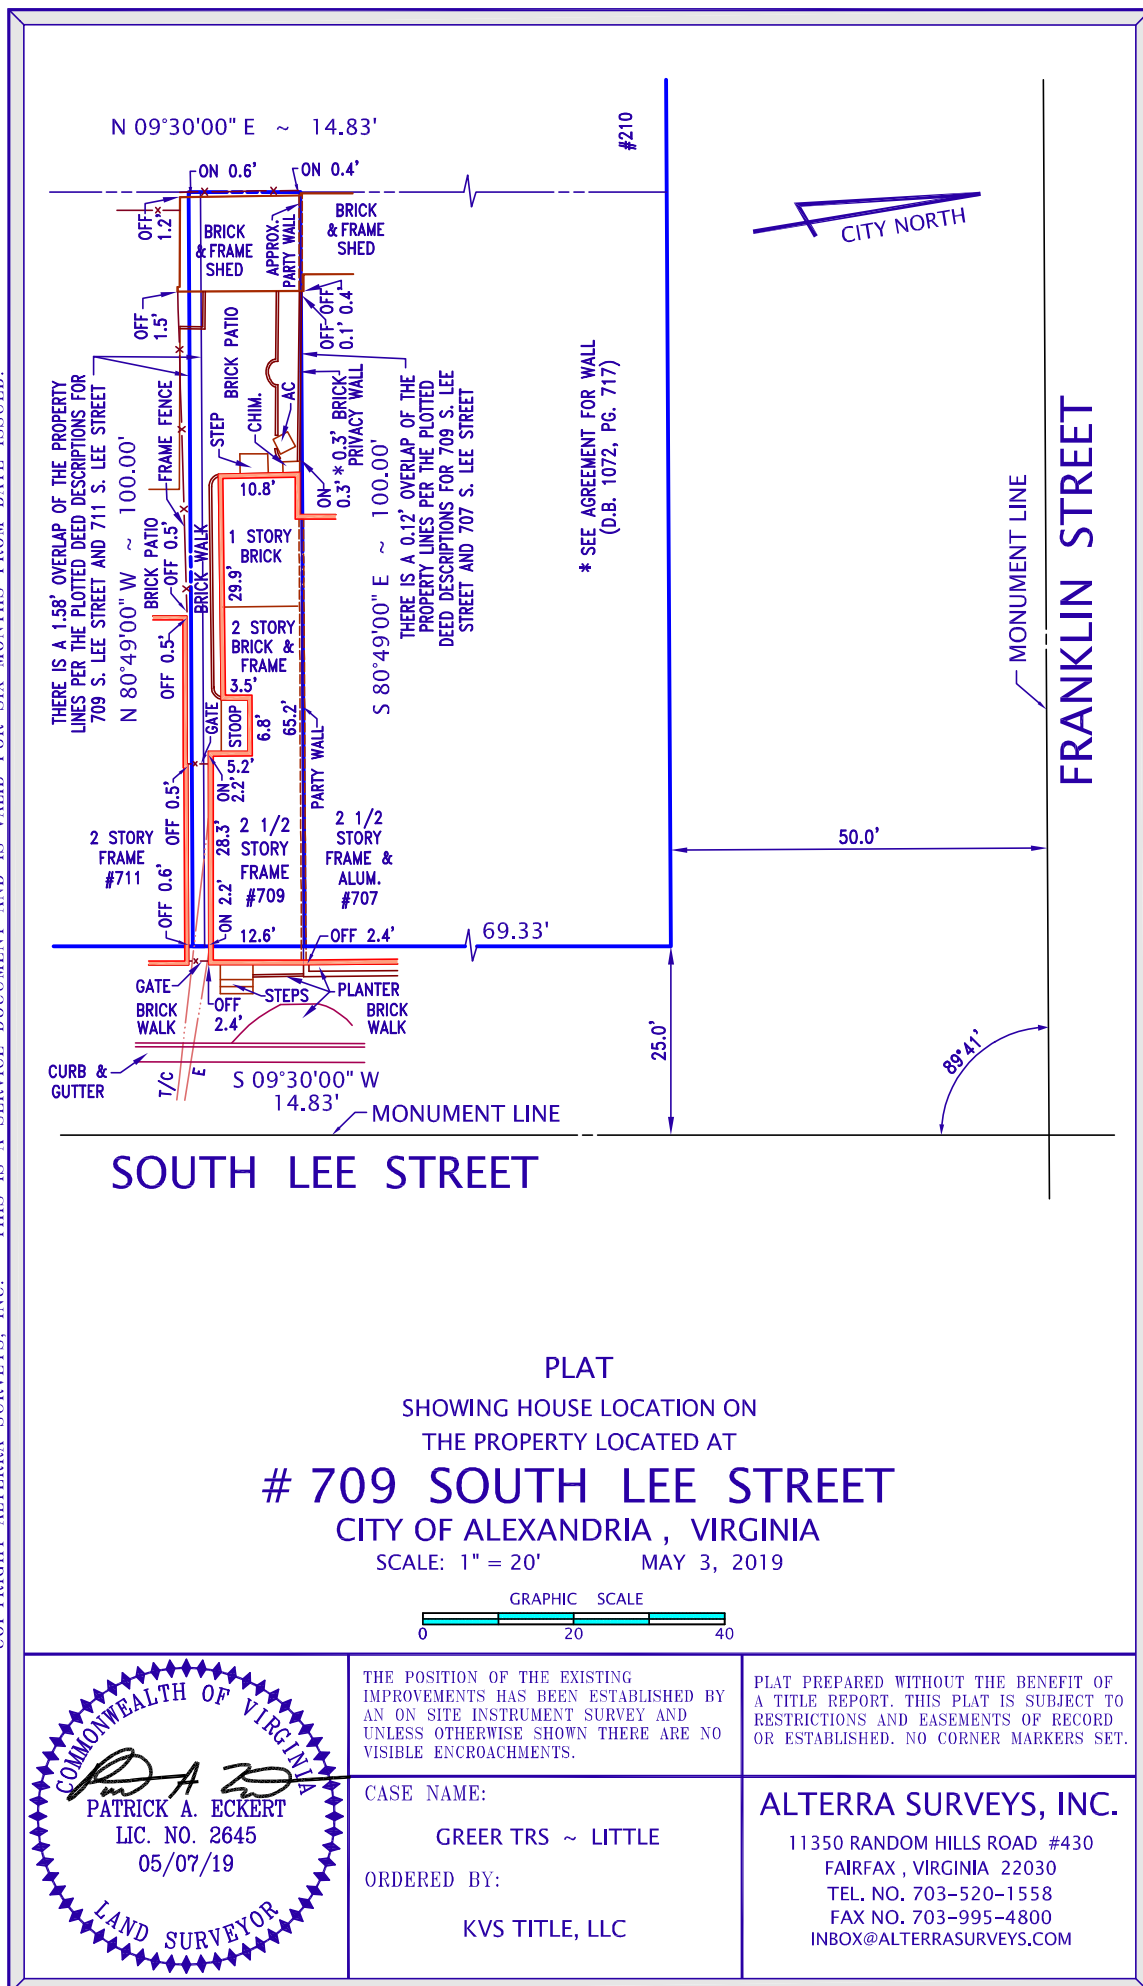 COPYRIGHT ALTERRA SURVEYS, INC. THIS IS A SERVICE DOCUMENT AND IS VALID FOR SIX MONTHS FROM DATE ISSUED.
N 09°30'00" E ~ 14.83'
#210
ON 0.6'
ON 0.4'
OFF
1.2'
BRICK
& FRAME
SHED
APPROX.
PARTY WALL
BRICK
& FRAME
SHED
CITY NORTH
OFF
1.5'
BRICK PATIO
OFF
0.1'
OFF
0.4'
THERE IS A 1.58' OVERLAP OF THE PROPERTY
LINES PER THE PLOTTED DEED DESCRIPTIONS FOR
709 S. LEE STREET AND 711 S. LEE STREET
N 80°49'00" W ~ 100.00'
FRAME FENCE
STEP
CHIM.
AC
0.3' BRICK
PRIVACY WALL
ON
0.3' *
S 80°49'00" E ~ 100.00'
THERE IS A 0.12' OVERLAP OF THE
PROPERTY LINES PER THE PLOTTED
DEED DESCRIPTIONS FOR 709 S. LEE
STREET AND 707 S. LEE STREET
* SEE AGREEMENT FOR WALL
(D.B. 1072, PG. 717)
MONUMENT LINE
FRANKLIN STREET
10.8'
BRICK PATIO
OFF 0.5'
BRICK WALK
1 STORY
BRICK
29.9'
2 STORY
BRICK &
FRAME
OFF 0.5'
3.5'
GATE
STOOP
6.8'
65.2'
PARTY WALL
5.2'
ON
2.2'
OFF 0.5'
2 STORY
FRAME
#711
28.3'
2 1/2
STORY
FRAME
#709
2 1/2
STORY
FRAME &
ALUM.
#707
50.0'
OFF 0.6'
ON 2.2'
12.6'
OFF 2.4'
69.33'
GATE
BRICK
WALK
OFF
2.4'
STEPS
PLANTER
BRICK
WALK
25.0'
89°41'
CURB &
GUTTER
T/C
E
S 09°30'00" W
14.83'
MONUMENT LINE
SOUTH LEE STREET
PLAT
SHOWING HOUSE LOCATION ON
THE PROPERTY LOCATED AT
# 709 SOUTH LEE STREET
CITY OF ALEXANDRIA , VIRGINIA
SCALE: 1" = 20' MAY 3, 2019
GRAPHIC SCALE
0 20 40
COMMONWEALTH OF VIRGINIA
PATRICK A. ECKERT
LIC. NO. 2645
05/07/19
LAND SURVEYOR
THE POSITION OF THE EXISTING
IMPROVEMENTS HAS BEEN ESTABLISHED BY
AN ON SITE INSTRUMENT SURVEY AND
UNLESS OTHERWISE SHOWN THERE ARE NO
VISIBLE ENCROACHMENTS.
PLAT PREPARED WITHOUT THE BENEFIT OF
A TITLE REPORT. THIS PLAT IS SUBJECT TO
RESTRICTIONS AND EASEMENTS OF RECORD
OR ESTABLISHED. NO CORNER MARKERS SET.
CASE NAME:
GREER TRS ~ LITTLE
ORDERED BY:
KVS TITLE, LLC
ALTERRA SURVEYS, INC.
11350 RANDOM HILLS ROAD #430
FAIRFAX , VIRGINIA 22030
TEL. NO. 703-520-1558
FAX NO. 703-995-4800
INBOX@ALTERRASURVEYS.COM